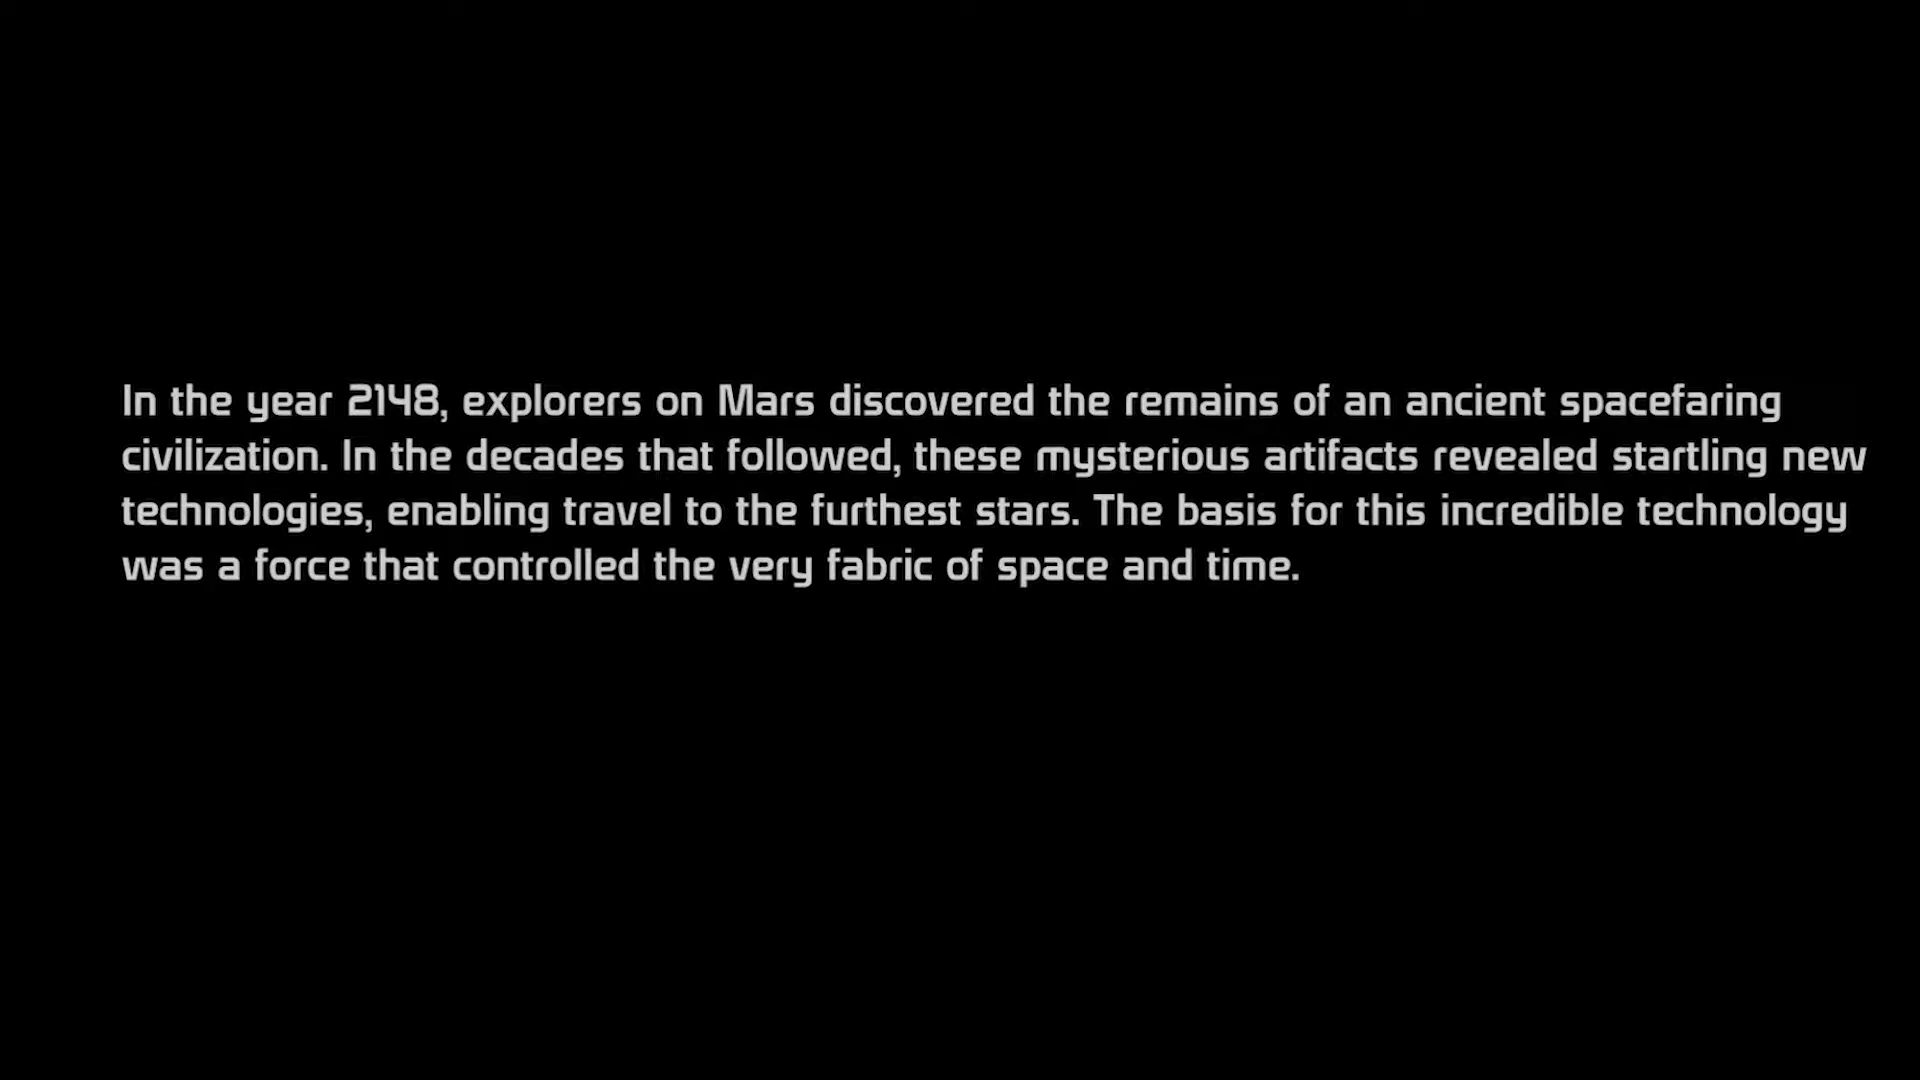 In the year 2148, explorers on Mars discovered the remains of an ancient spacefaring
civilization. In the decades that followed, these mysterious artifacts revealed startling new
technologies, enabling travel to the furthest stars. The basis for this incredible technology
was a force that controlled the very fabric of space and time.